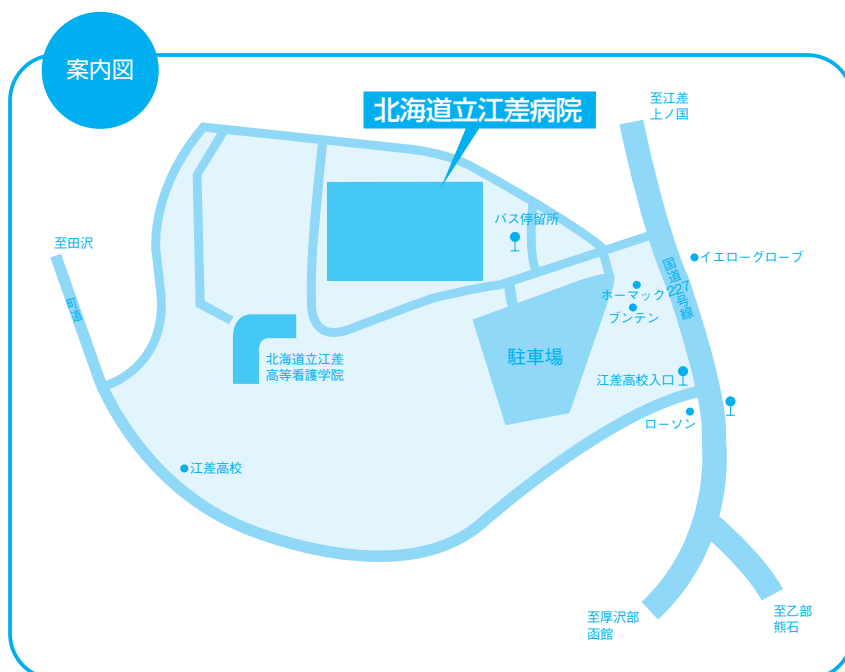 案内図
北海道立江差病院
至江差
上ノ国
バス停留所
至田沢
町道
国道227号線
イエローグローブ
ホーマック
ブンテン
北海道立江差
高等看護学院
駐車場
江差高校入口
ローソン
江差高校
至厚沢部
函館
至乙部
熊石